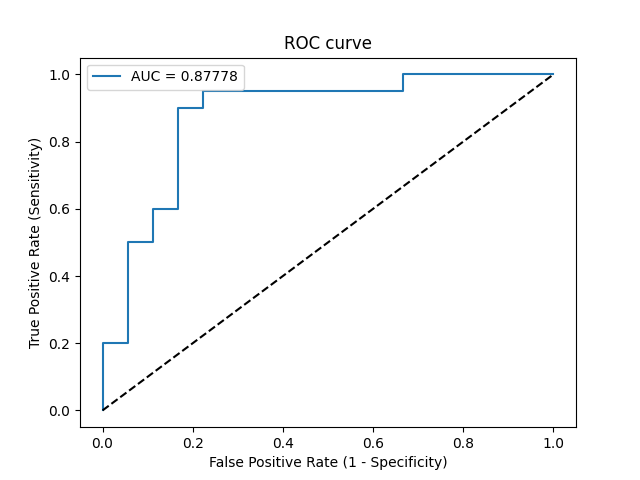 ROC curve
AUC = 0.87778
True Positive Rate (Sensitivity)
1.0
0.8
0.6
0.4
0.2
0.0
0.0 0.2 0.4 0.6 0.8 1.0
False Positive Rate (1 - Specificity)